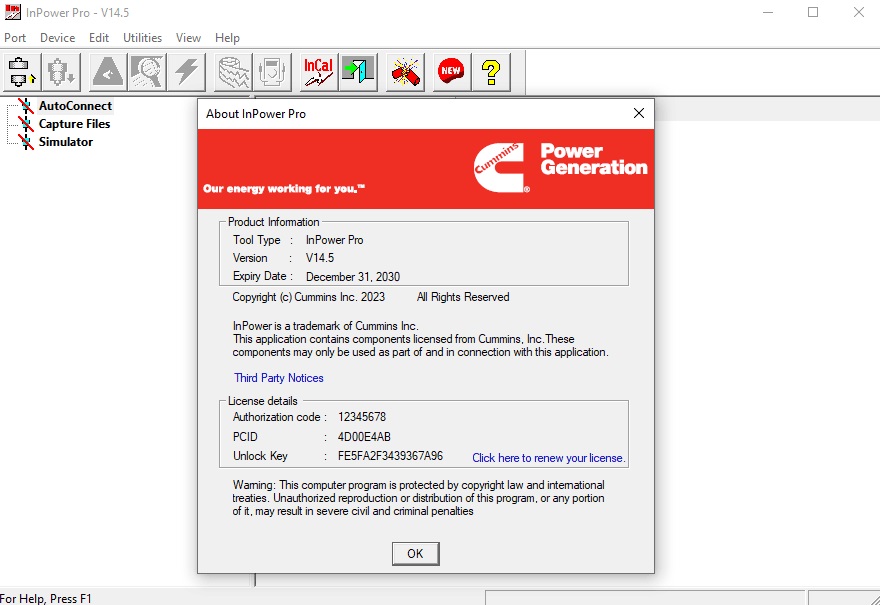 InPower Pro - V14.5
Port Device Edit Utilities View Help
InCal
NEW
?
AutoConnect
Capture Files
Simulator
About InPower Pro
Our energy working for you.™
Cummins
Power
Generation
Product Information
Tool Type : InPower Pro
Version : V14.5
Expiry Date : December 31, 2030
Copyright (c) Cummins Inc. 2023 All Rights Reserved
InPower is a trademark of Cummins Inc.
This application contains components licensed from Cummins, Inc.These
components may only be used as part of and in connection with this application.
Third Party Notices
License details
Authorization code : 12345678
PCID : 4D00E4AB
Unlock Key : FE5FA2F3439367A96
Click here to renew your license.
Warning: This computer program is protected by copyright law and international
treaties. Unauthorized reproduction or distribution of this program, or any portion
of it, may result in severe civil and criminal penalties
OK
For Help, Press F1